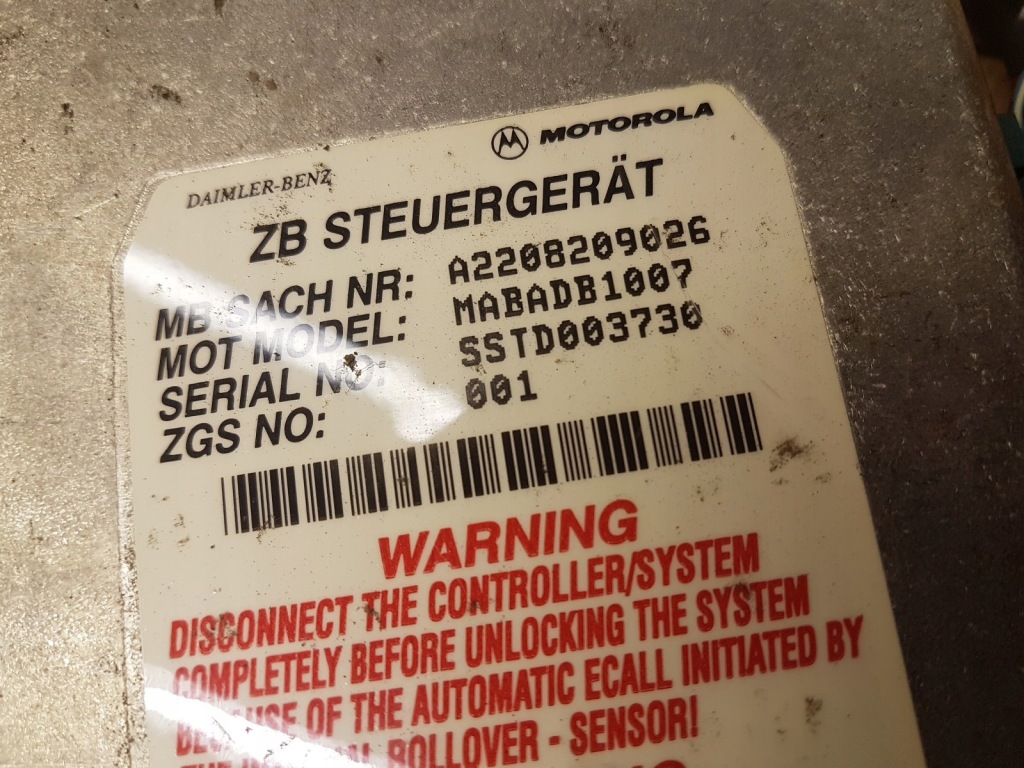 DAIMLER-BENZ
MOTOROLA
ZB STEUERGERÄT
MB SACH NR: A2208209026
MOT MODEL: MABADB1007
SERIAL NO: SSTD003730
ZGS NO: 001
WARNING
DISCONNECT THE CONTROLLER/SYSTEM
COMPLETELY BEFORE UNLOCKING THE SYSTEM
OF THE AUTOMATIC ECALL INITIATED BY
THE ROLLOVER - SENSOR!